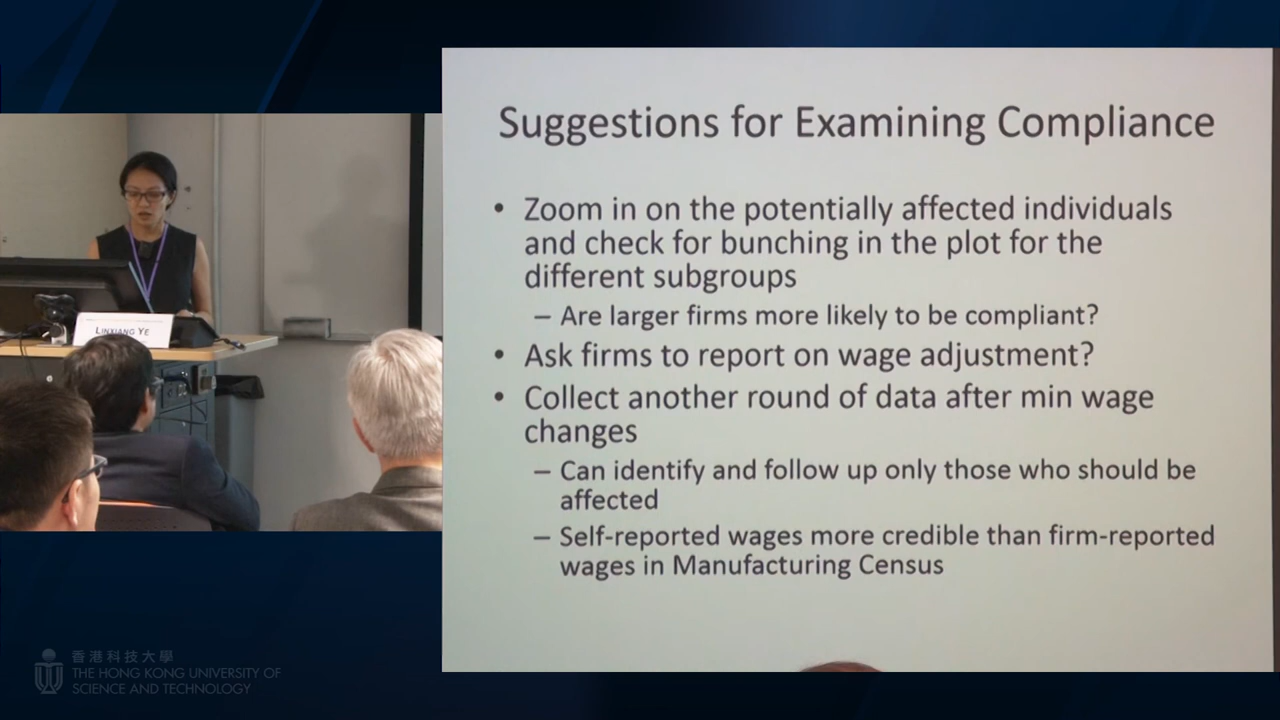 Suggestions for Examining Compliance
• Zoom in on the potentially affected individuals
and check for bunching in the plot for the
different subgroups
– Are larger firms more likely to be compliant?
• Ask firms to report on wage adjustment?
• Collect another round of data after min wage
changes
– Can identify and follow up only those who should be
affected
– Self-reported wages more credible than firm-reported
wages in Manufacturing Census
LINXIANG YE
香港科技大學
THE HONG KONG UNIVERSITY OF
SCIENCE AND TECHNOLOGY